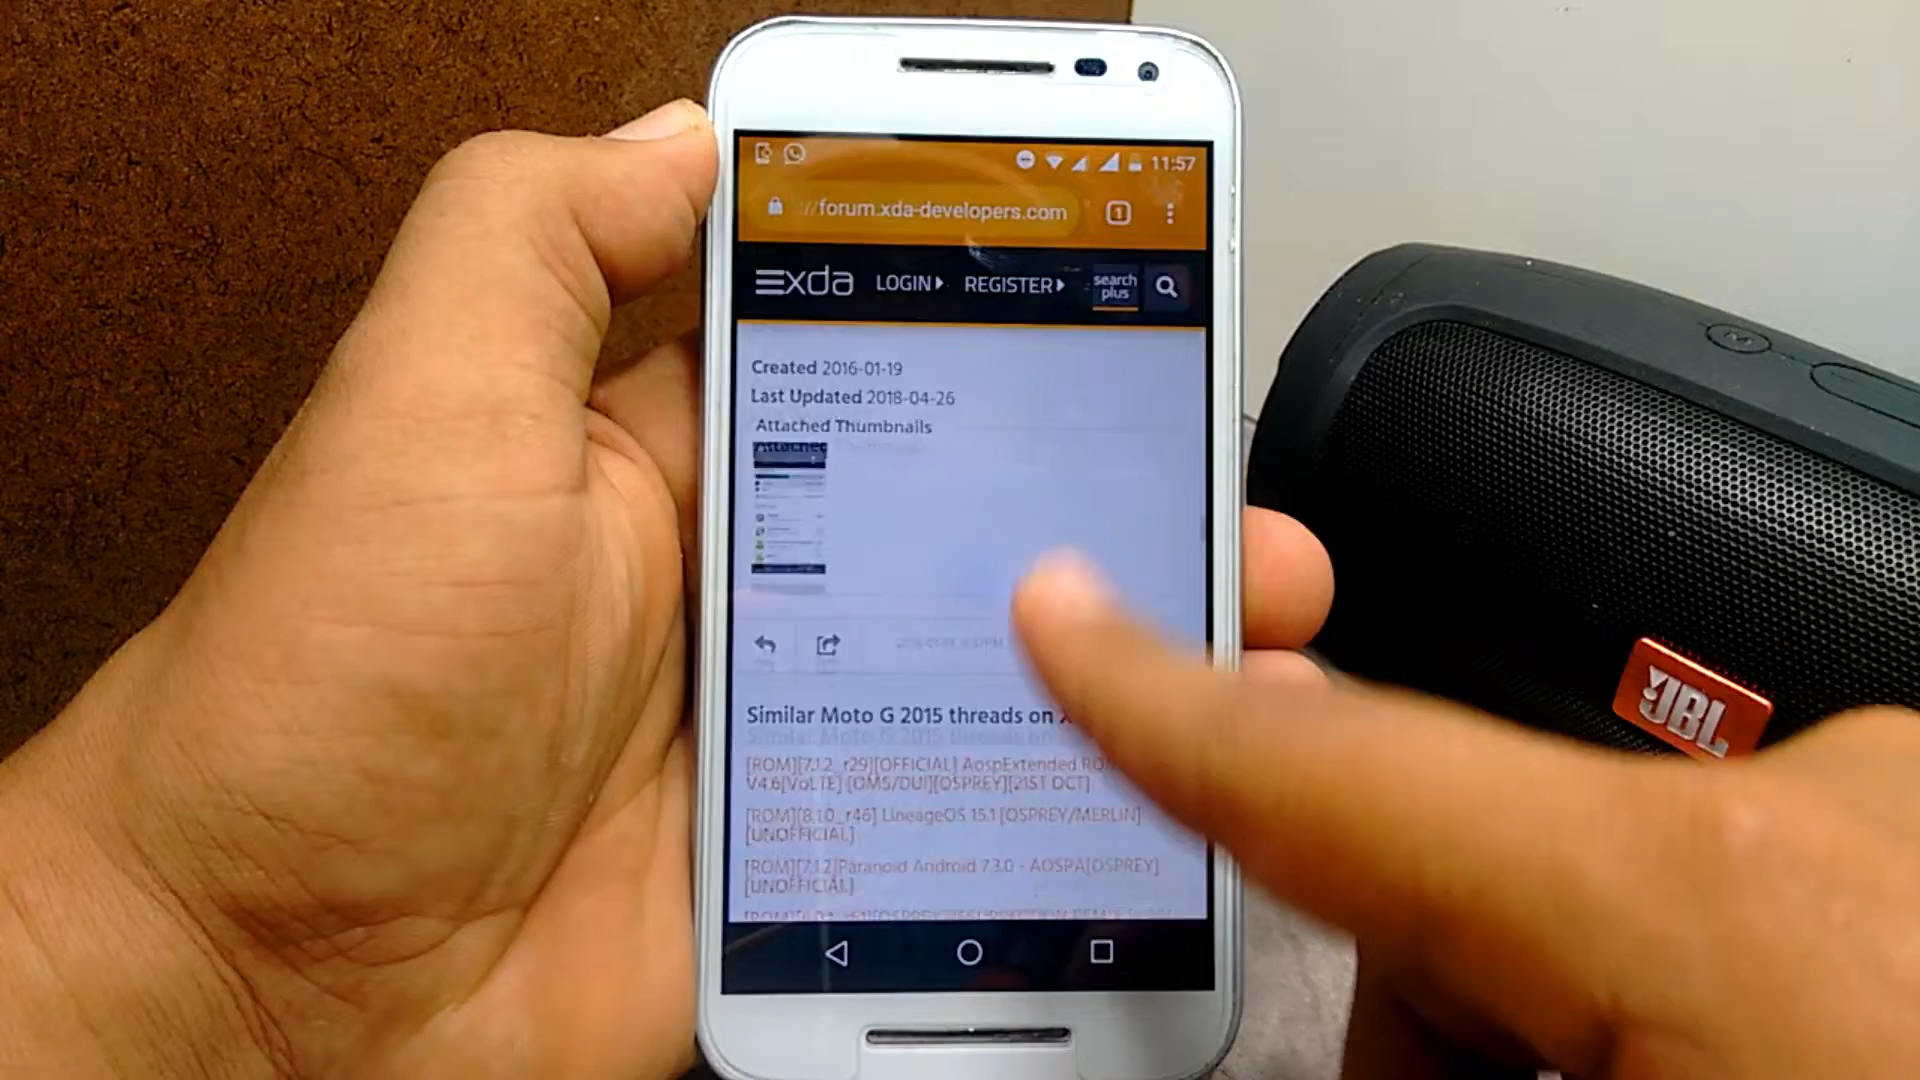 11:57
://forum.xda-developers.com
1
xda LOGIN REGISTER search plus
Created 2016-01-19
Last Updated 2018-04-26
Attached Thumbnails
Similar Moto G 2015 threads on
[ROM][7.1.2_r29][OFFICIAL] AospExtended ROM
V4.6[VoLTE] [OMS/DUI][OSPREY][21ST OCT]
[ROM][8.1.0_r46] LineageOS 15.1 [OSPREY/MERLIN]
[UNOFFICIAL]
[ROM][7.1.2]Paranoid Android 7.3.0 - AOSPA[OSPREY]
[UNOFFICIAL]
M
JBL